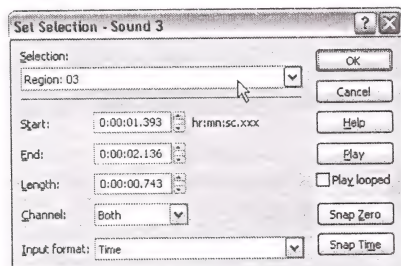 Set Selection - Sound 3
Selection:
Region: 03
OK
Cancel
Start: 0:00:01.393 hr:mn:sc.xxx
Help
End: 0:00:02.136
Play
Length: 0:00:00.743
Play looped
Channel: Both
Snap Zero
Input format: Time
Snap Time